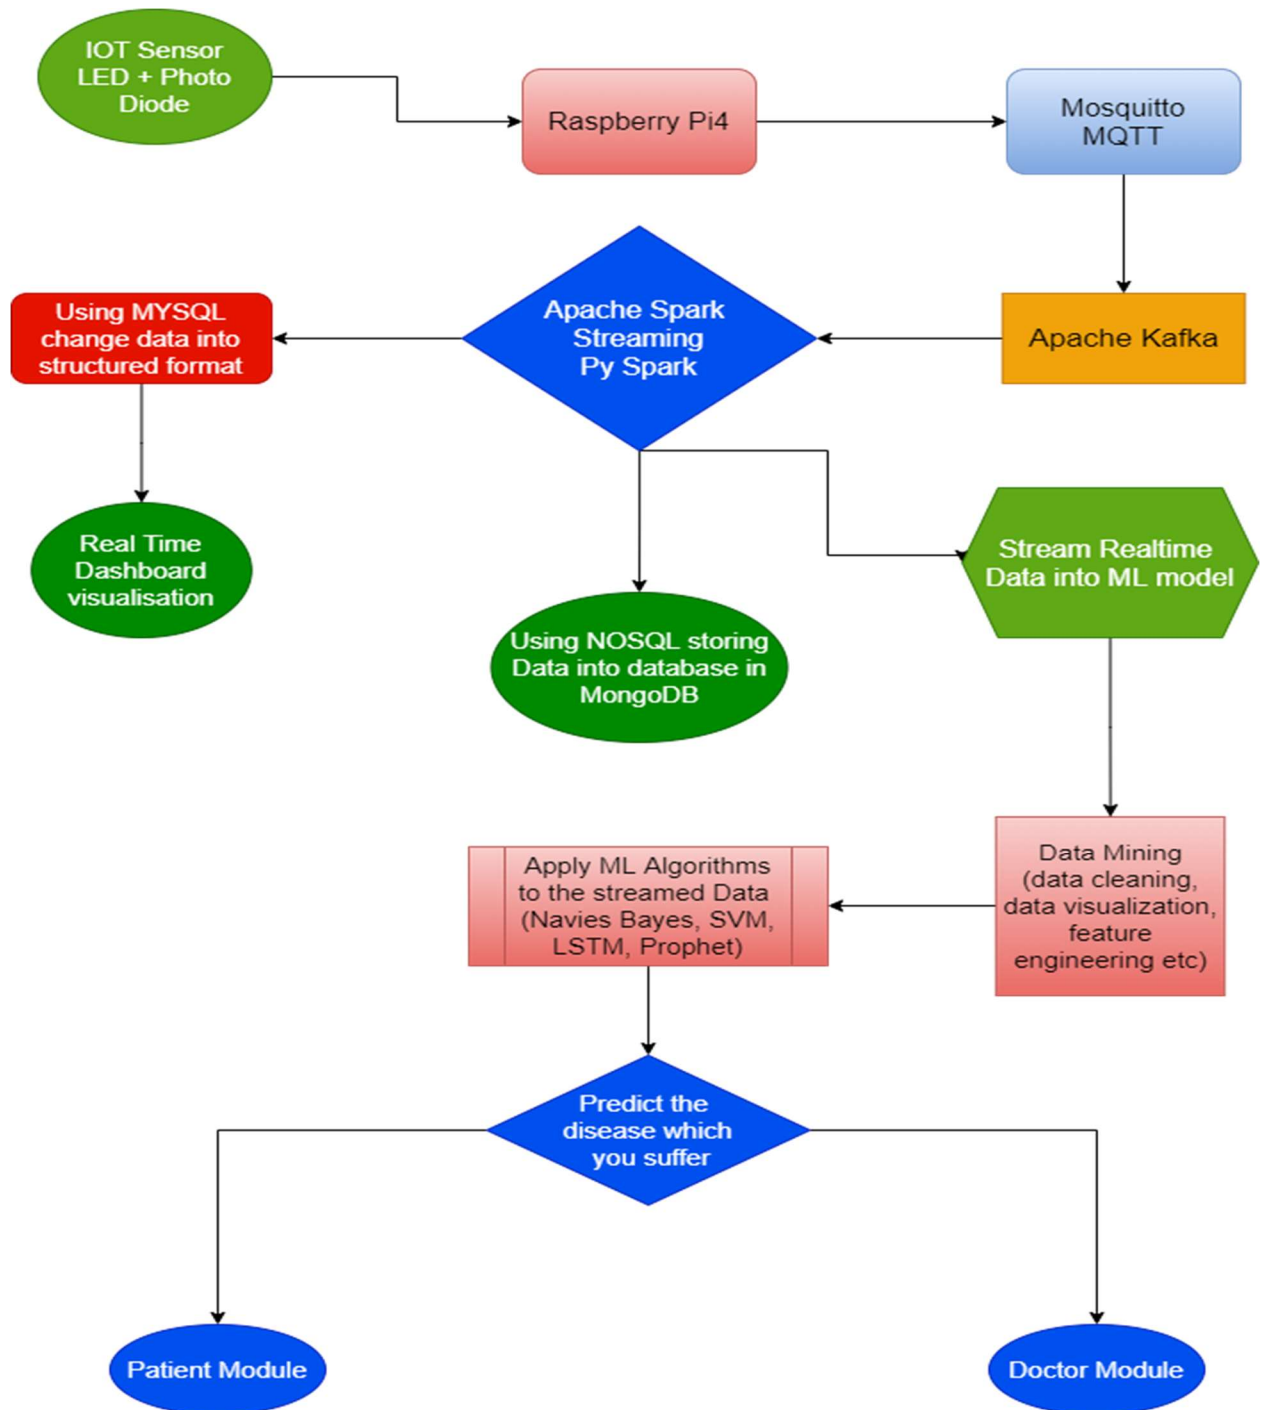 IOT Sensor
LED + Photo
Diode
Raspberry Pi4
Mosquitto
MQTT
Using MYSQL
change data into
structured format
Apache Spark
Streaming
Py Spark
Apache Kafka
Real Time
Dashboard
visualisation
Stream Realtime
Data into ML model
Using NOSQL storing
Data into database in
MongoDB
Data Mining
(data cleaning,
data visualization,
feature
engineering etc)
Apply ML Algorithms
to the streamed Data
(Navies Bayes, SVM,
LSTM, Prophet)
Predict the
disease which
you suffer
Patient Module
Doctor Module